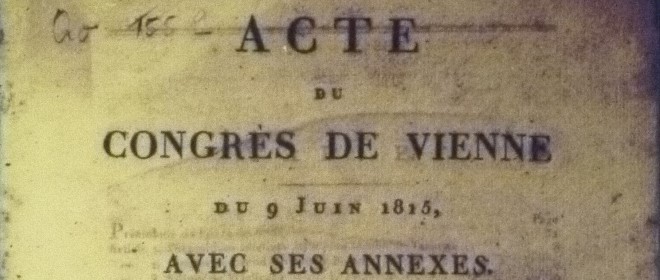 ACTE
DU
CONGRÈS DE VIENNE
DU 9 JUIN 1815,
AVEC SES ANNEXES.